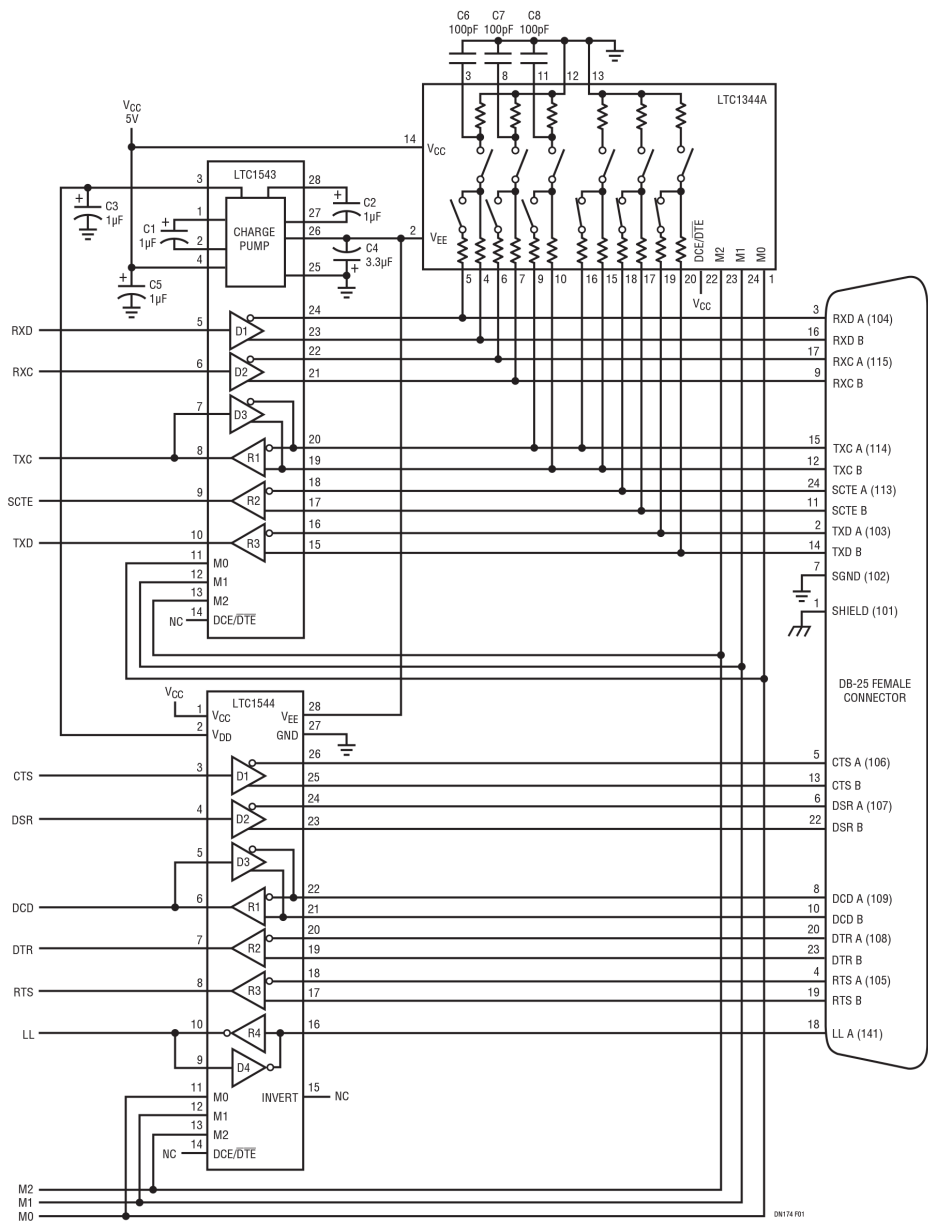 C6 C7 C8
100pF 100pF 100pF
3 8 11 12 13
LTC1344A
VCC
5V
14 VCC
LTC1543
3 28
C3
1µF
1
C1
1µF
2
CHARGE
PUMP
27
26
C2
1µF
2 VEE
C4
3.3µF
4 25
C5
1µF
DCE/DTE M2 M1 M0
5 4 6 7 9 10 16 15 18 17 19 20 22 23 24 1
VCC
24 3 RXD A (104)
RXD 5 D1
23 16 RXD B
22 17 RXC A (115)
RXC 6 D2
21 9 RXC B
7 D3
20 15 TXC A (114)
TXC 8 R1
19 12 TXC B
18 24 SCTE A (113)
SCTE 9 R2
17 11 SCTE B
16 2 TXD A (103)
TXD 10 R3
15 14 TXD B
11 M0
7 SGND (102)
12 M1
13 M2
1 SHIELD (101)
NC 14 DCE/DTE
DB-25 FEMALE
CONNECTOR
VCC
LTC1544
1 VCC VEE 28
2 VDD GND 27
26 5 CTS A (106)
CTS 3 D1
25 13 CTS B
24 6 DSR A (107)
DSR 4 D2
23 22 DSR B
5 D3
22 8 DCD A (109)
DCD 6 R1
21 10 DCD B
20 20 DTR A (108)
DTR 7 R2
19 23 DTR B
18 4 RTS A (105)
RTS 8 R3
17 19 RTS B
LL 10 R4 16 18 LL A (141)
9 D4
11 M0 INVERT 15 NC
12 M1
13 M2
NC 14 DCE/DTE
M2
M1
M0
DN174 F01